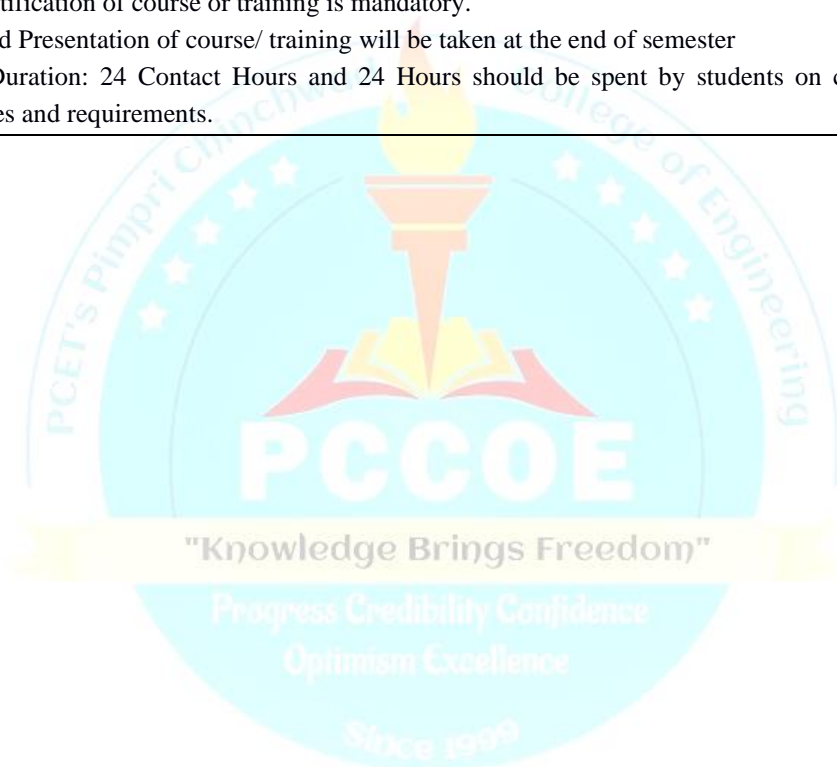 tification of course or training is mandatory.
d Presentation of course/ training will be taken at the end of semester
Duration: 24 Contact Hours and 24 Hours should be spent by students on c
es and requirements.
PCET's Pimpri Chinchwad College of Engineering
PCCOE
"Knowledge Brings Freedom"
Progress Credibility Confidence
Optimism Excellence
Since 1999